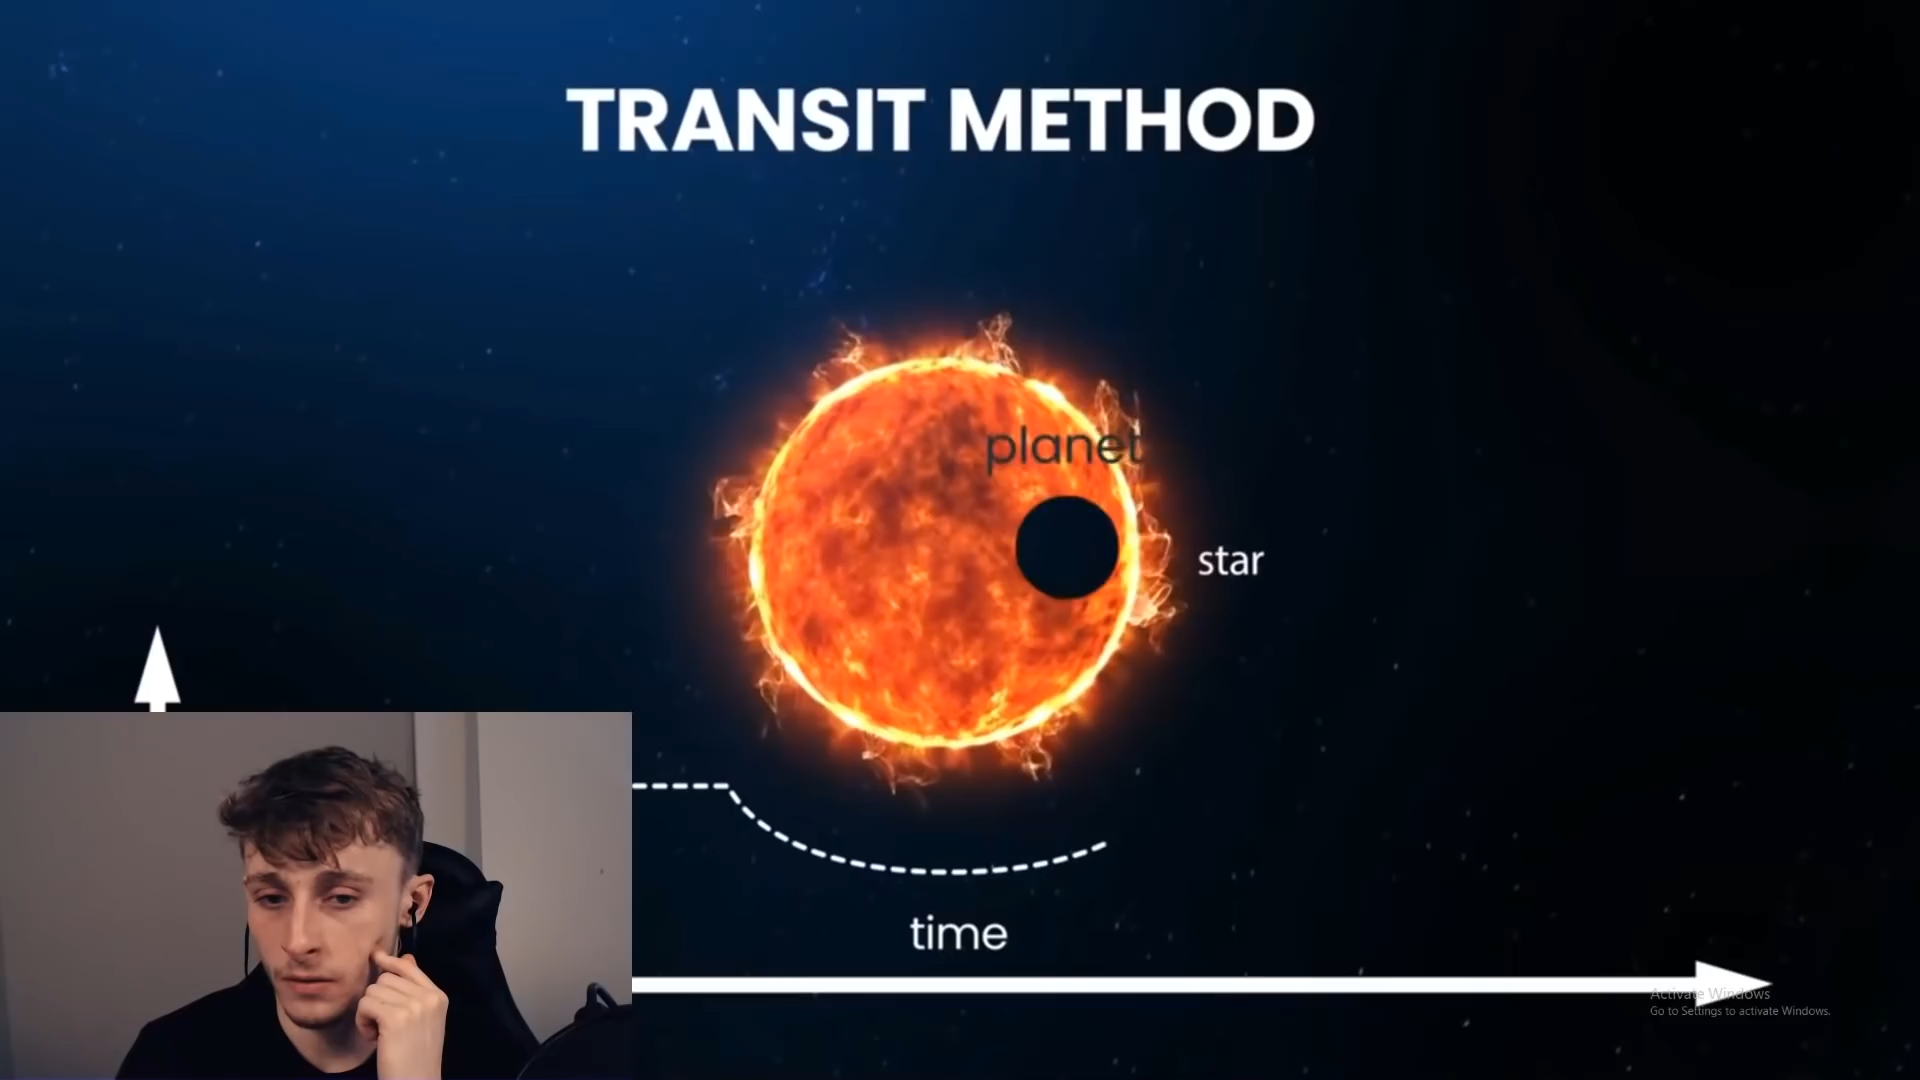 TRANSIT METHOD
planet
star
time
Activate Windows
Go to Settings to activate Windows.